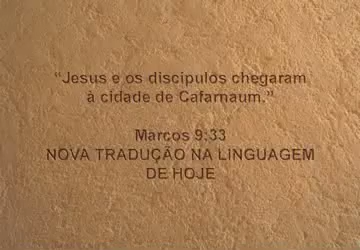 “Jesus e os discípulos chegaram
à cidade de Cafarnaum.”
Marcos 9:33
NOVA TRADUÇÃO NA LINGUAGEM
DE HOJE